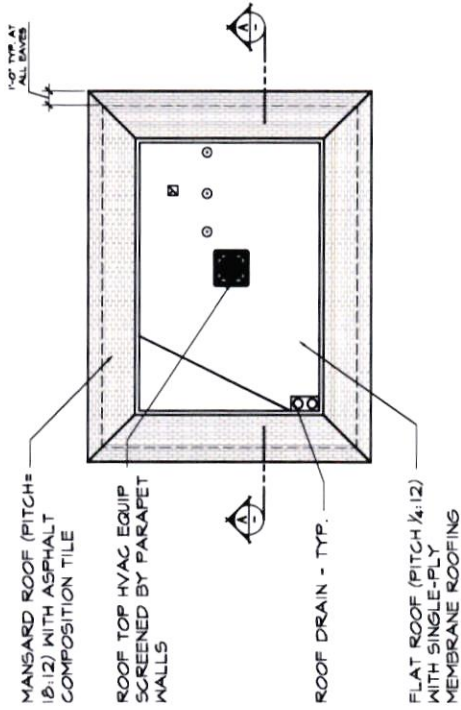 1'-0" TYP. AT
ALL EAVES
MANSARD ROOF (PITCH=
18:12) WITH ASPHALT
COMPOSITION TILE
ROOF TOP HVAC EQUIP
SCREENED BY PARAPET
WALLS
ROOF DRAIN - TYP.
FLAT ROOF (PITCH 1/4:12)
WITH SINGLE-PLY
MEMBRANE ROOFING
A
-
A
-